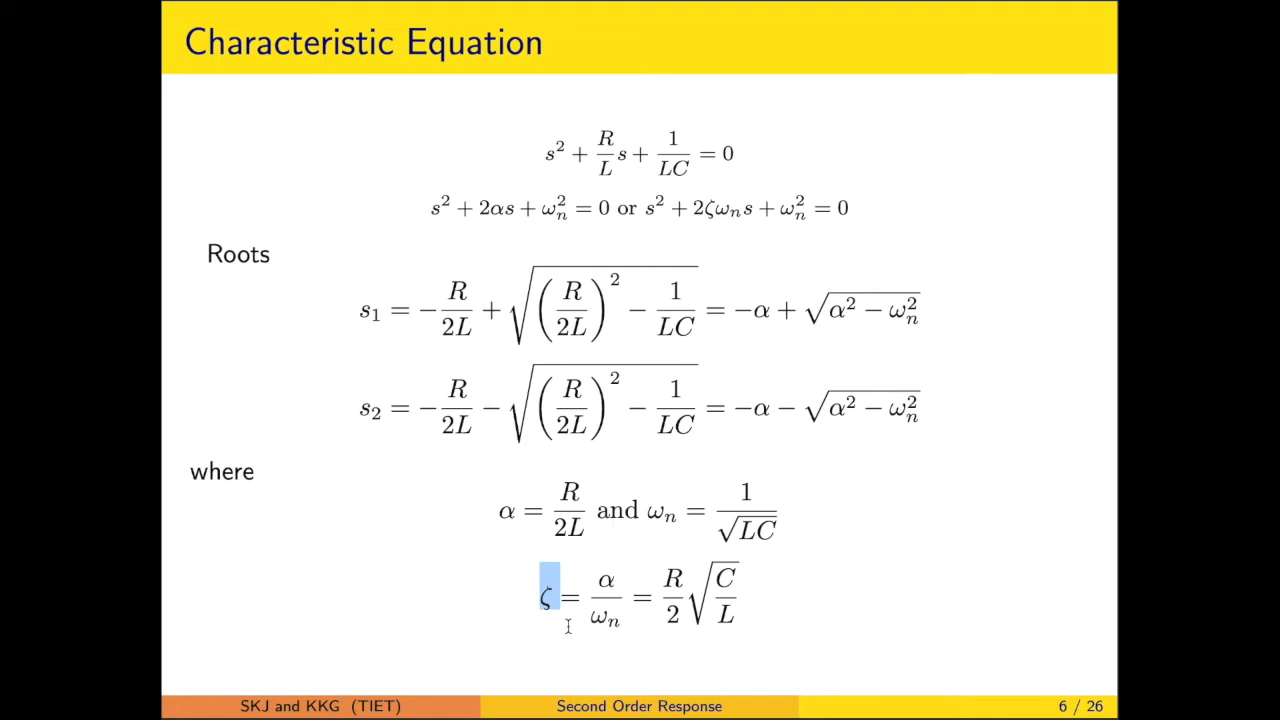 Characteristic Equation
s² + R/L s + 1/LC = 0
s² + 2αs + ωₙ² = 0 or s² + 2ζωₙs + ωₙ² = 0
Roots
s₁ = −R/2L + √((R/2L)² − 1/LC) = −α + √(α² − ωₙ²)
s₂ = −R/2L − √((R/2L)² − 1/LC) = −α − √(α² − ωₙ²)
where
α = R/2L and ωₙ = 1/√(LC)
ζ = α/ωₙ = R/2 √(C/L)
SKJ and KKG (TIET) Second Order Response 6 / 26